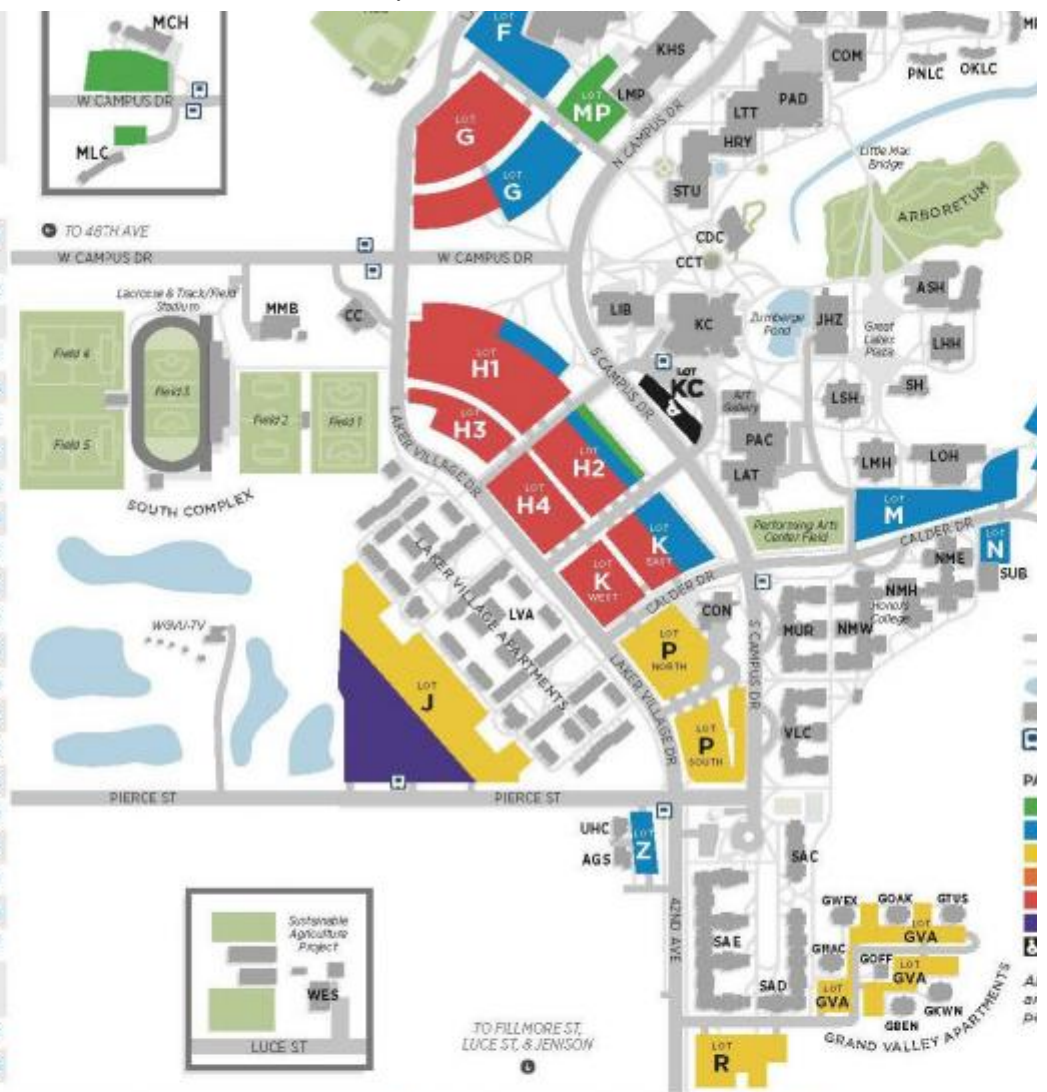 MCH
W CAMPUS DR
MLC
TO 48TH AVE
W CAMPUS DR
W CAMPUS DR
LOT
F
LOT
MP
LMP
KHS
N CAMPUS DR
LOT
G
LOT
G
COM
PAD
LTT
HRY
STU
PNLC
OKLC
Little Mac
Bridge
ARBORETUM
CDC
CCT
Lacrosse & Track/Field
Stadium
MMB
CC
Field 4
Field 3
Field 5
Field 2
Field 1
SOUTH COMPLEX
LIB
KC
Zumberge
Pond
JHZ
Great
Lakes
Plaza
ASH
LHH
SH
LSH
S CAMPUS DR
LOT
KC
Art
Gallery
PAC
LAT
LMH
LOH
LOT
H1
LOT
H3
LOT
H2
LOT
H4
LAKER VILLAGE DR
LOT
K
EAST
LOT
K
WEST
LOT
M
CALDER DR
Performing Arts
Center Field
CALDER DR
LOT
N
SUB
NME
NMH
Honors
College
NMW
MUR
CON
LAKER VILLAGE APARTMENTS
LVA
WGVU-TV
LOT
J
LOT
P
NORTH
LOT
P
SOUTH
LAKER VILLAGE DR
S CAMPUS DR
VLC
PIERCE ST
PIERCE ST
UHC
AGS
LOT
Z
SAC
42ND AVE
SAE
SAD
Sustainable
Agriculture
Project
WES
LUCE ST
TO FILLMORE ST,
LUCE ST, & JENISON
GWEX
GOAK
GTUS
LOT
GVA
GMAC
GOFF
LOT
GVA
LOT
GVA
GBEN
GKWN
GRAND VALLEY APARTMENTS
LOT
R